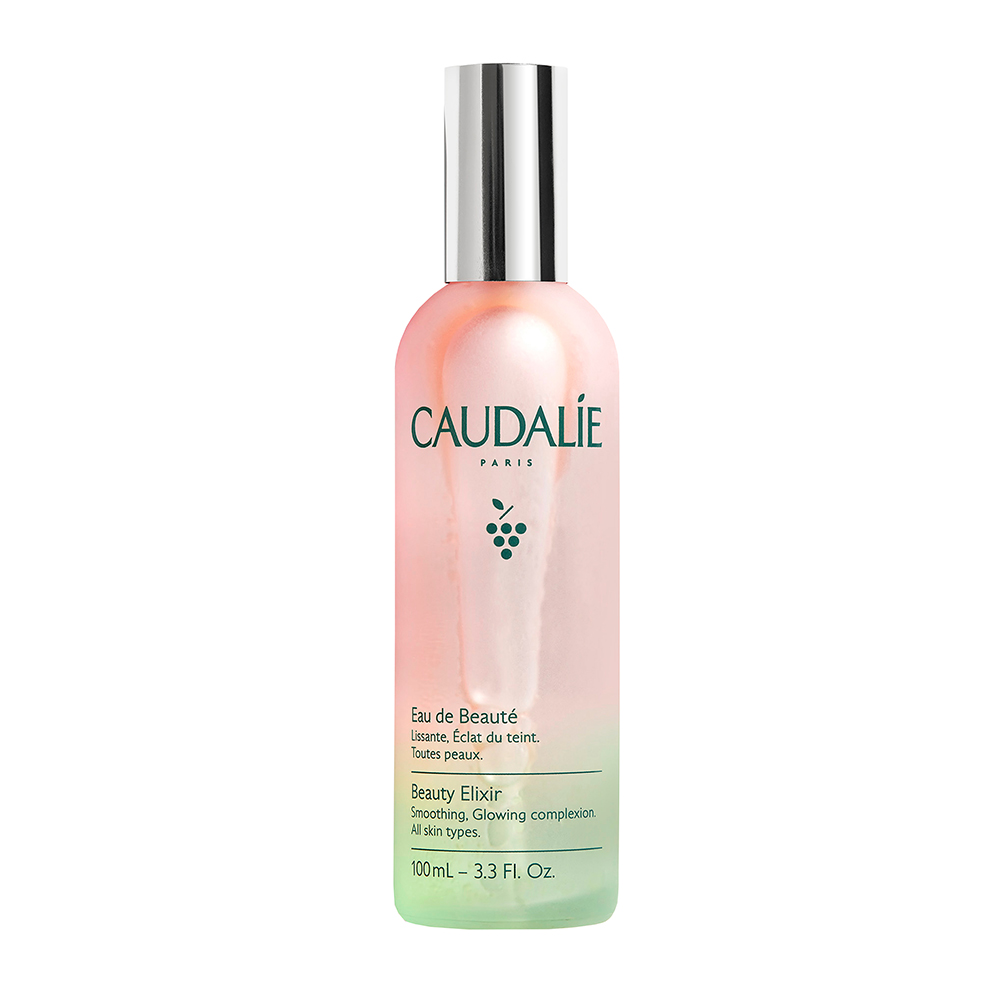 CAUDALÍE
PARIS
Eau de Beauté
Lissante, Éclat du teint.
Toutes peaux.
Beauty Elixir
Smoothing, Glowing complexion.
All skin types.
100mL – 3.3 Fl. Oz.